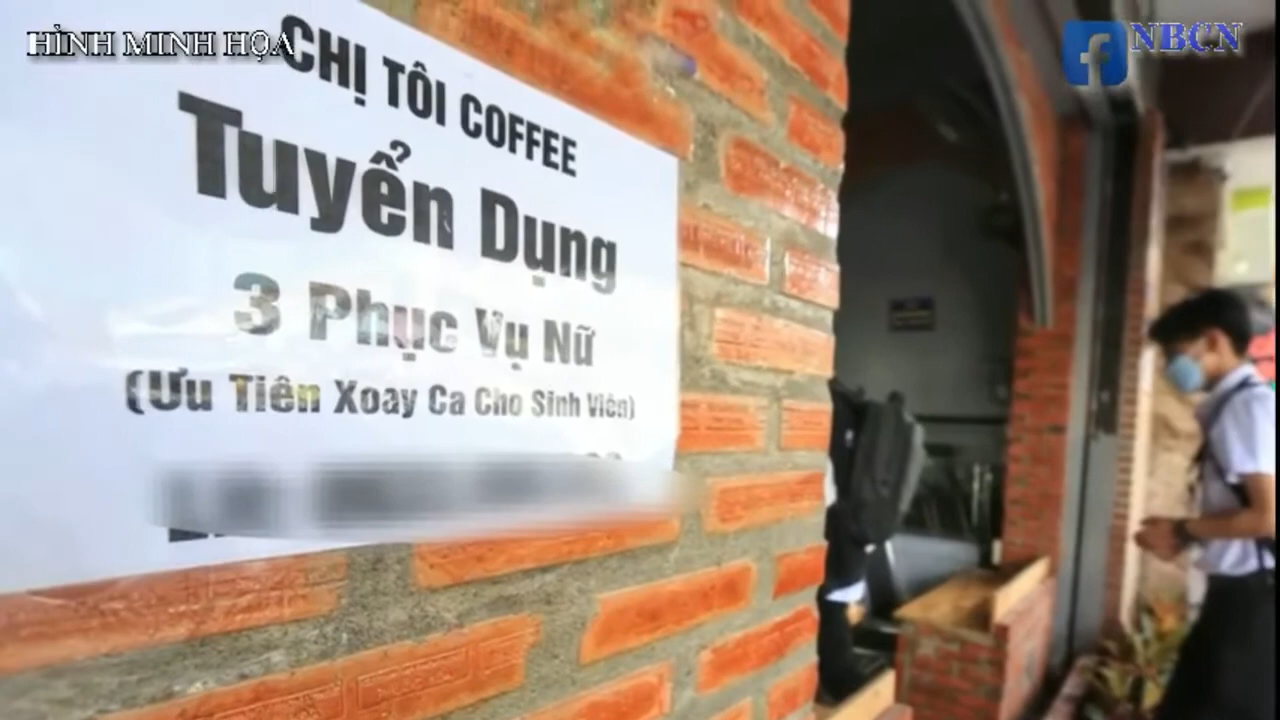 HÌNH MINH HỌA
NBCN
CHỊ TÔI COFFEE
Tuyển Dụng
3 Phục Vụ Nữ
(Ưu Tiên Xoay Ca Cho Sinh Viên)